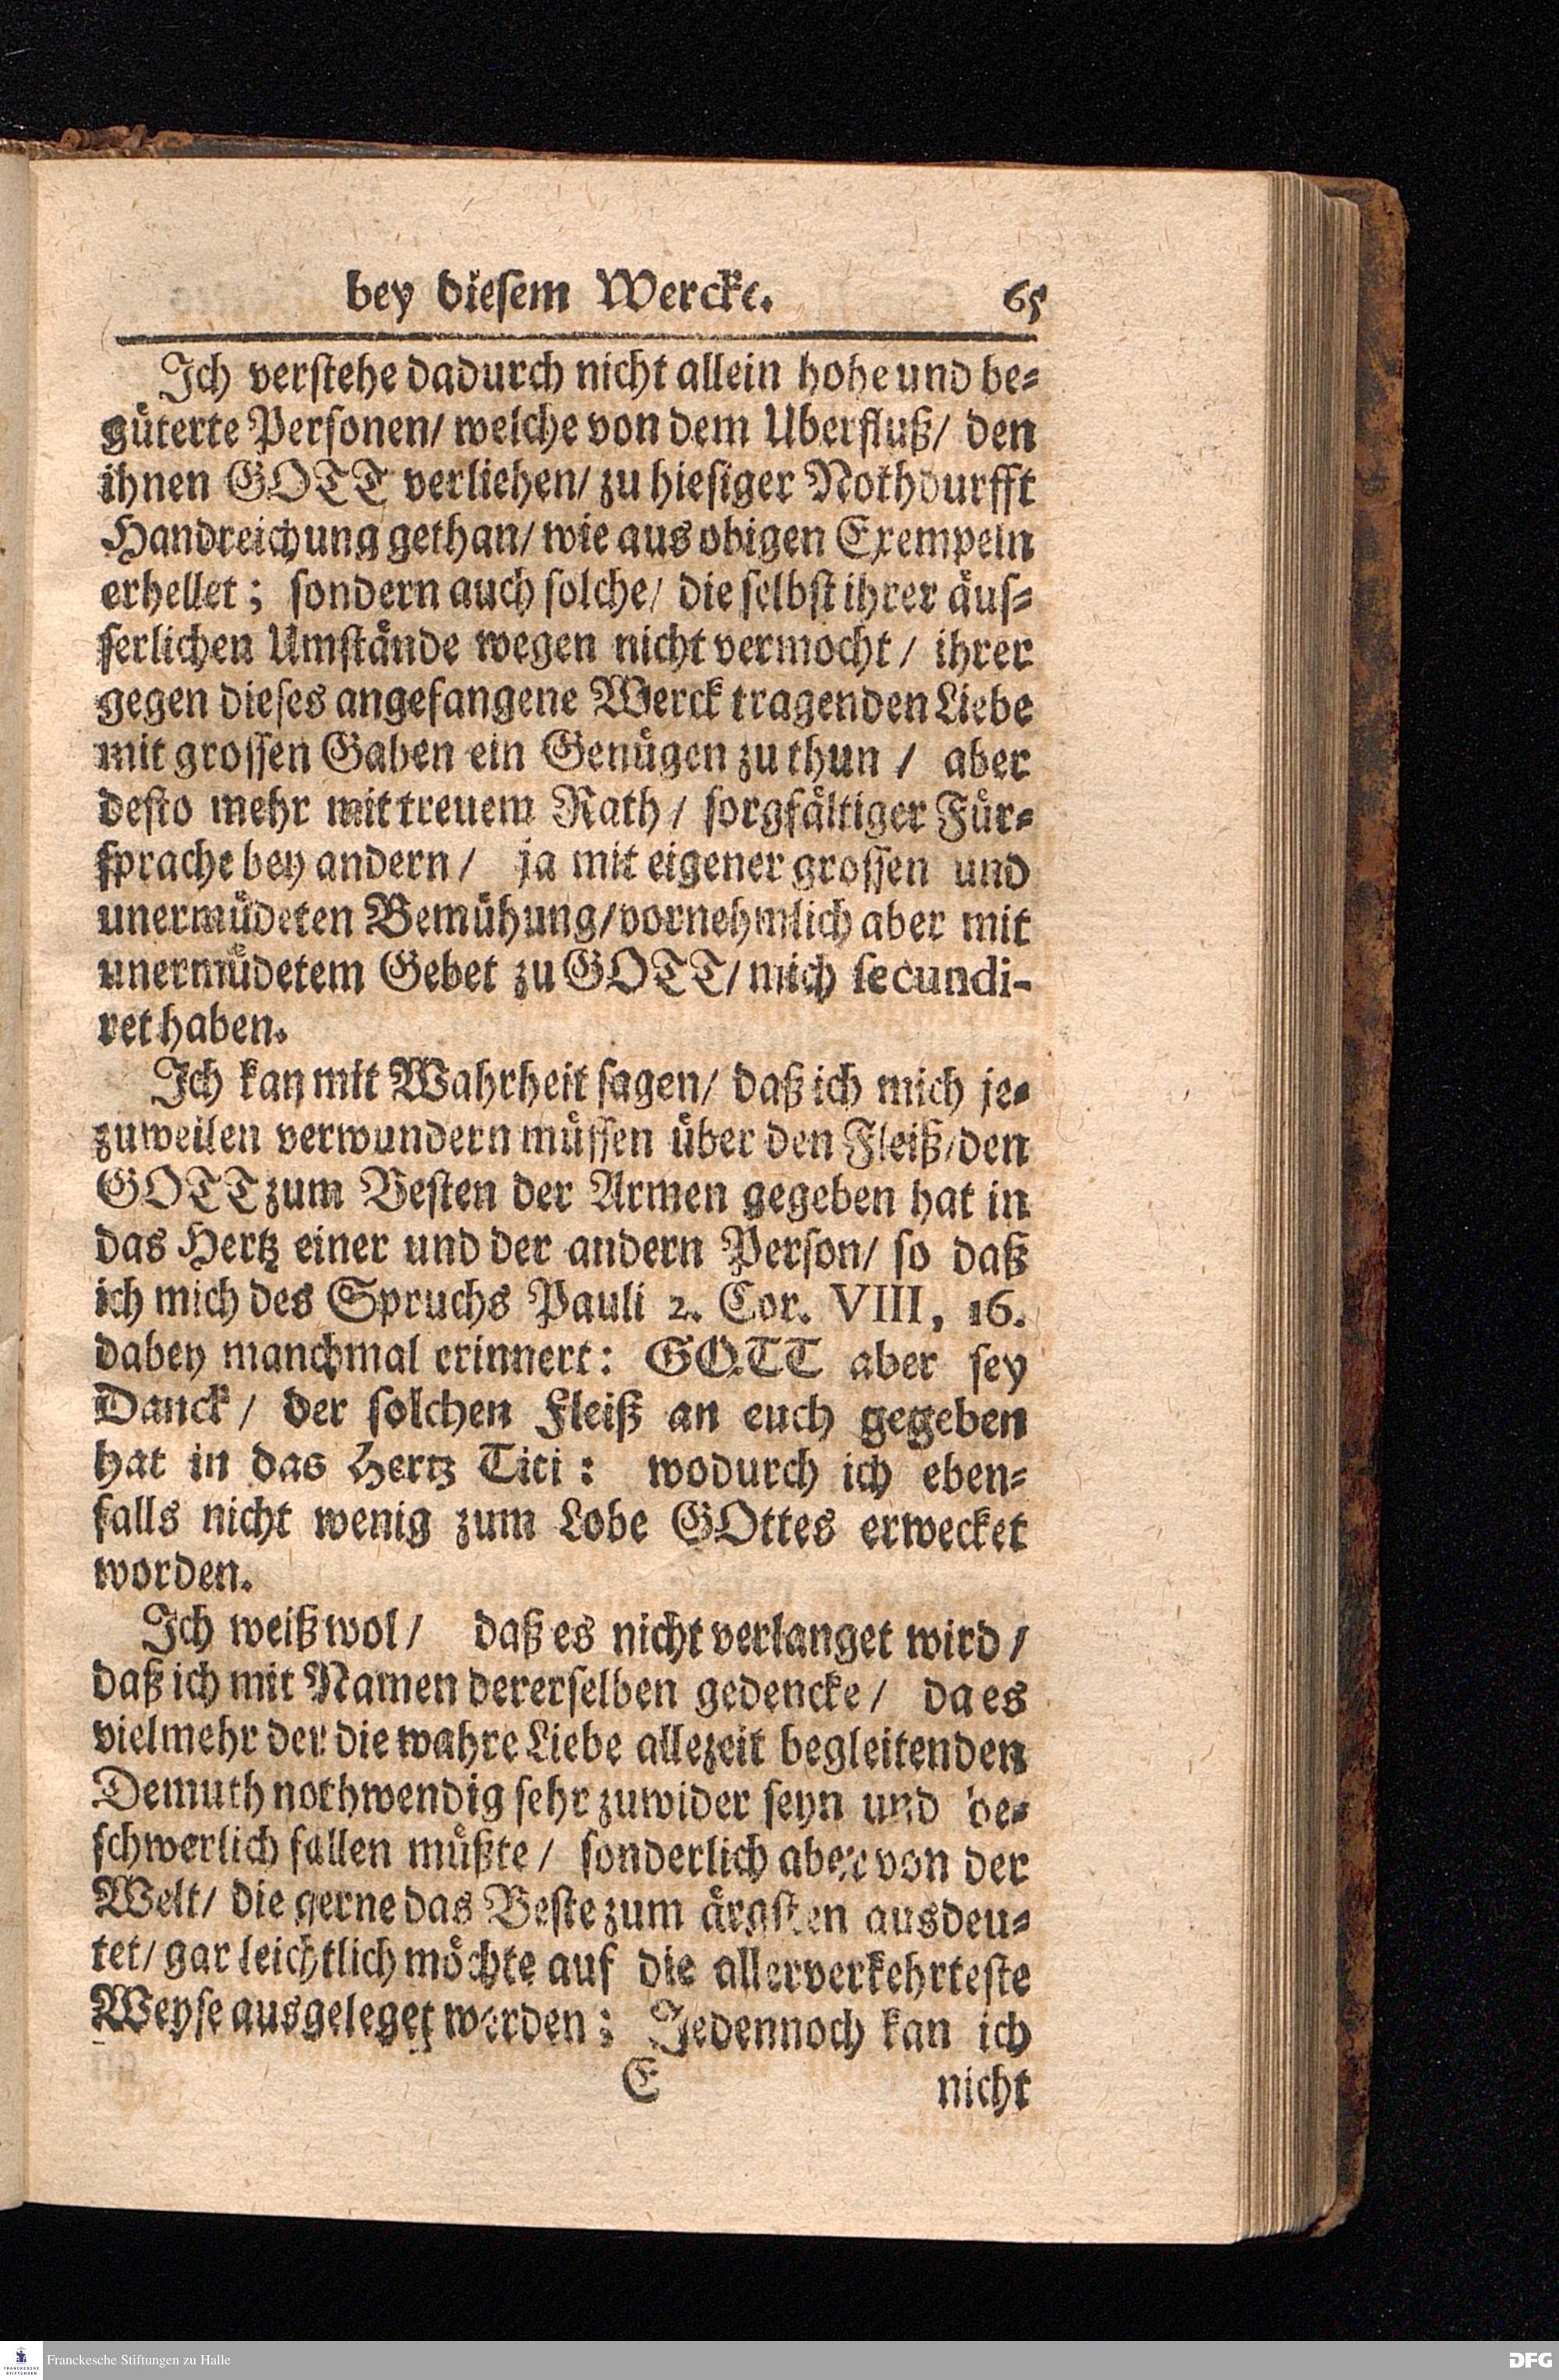 bey diesem Wercke. 65
Ich verstehe dadurch nicht allein hohe und be-
güterte Personen/ welche von dem Uberfluß/ den
ihnen GOTT verliehen/ zu hiesiger Nothdurfft
Handreichung gethan/ wie aus obigen Exempeln
erhellet; sondern auch solche/ die selbst ihrer äus-
serlichen Umstände wegen nicht vermocht/ ihrer
gegen dieses angefangene Werck tragenden Liebe
mit grossen Gaben ein Genügen zu thun / aber
desto mehr mit treuem Rath/ sorgfältiger Für-
sprache bey andern/ ja mit eigener grossen und
unermüdeten Bemühung/ vornehmlich aber mit
unermüdetem Gebet zu GOTT/ mich secundi-
ret haben.
Ich kan mit Wahrheit sagen/ daß ich mich je-
zuweilen verwundern müssen über den Fleiß/ den
GOTT zum Besten der Armen gegeben hat in
das Hertz einer und der andern Person/ so daß
ich mich des Spruchs Pauli 2. Cor. VIII, 16.
dabey manchmal erinnert: GOTT aber sey
Danck/ der solchen Fleiß an euch gegeben
hat in das Hertz Titi: wodurch ich eben-
falls nicht wenig zum Lobe GOttes erwecket
worden.
Ich weiß wol/ daß es nicht verlanget wird/
daß ich mit Namen dererselben gedencke/ da es
vielmehr der die wahre Liebe allezeit begleitenden
Demuth nothwendig sehr zuwider seyn und be-
schwerlich fallen müßte/ sonderlich aber von der
Welt/ die gerne das Beste zum ärgsten ausdeu-
tet/ gar leichtlich möchte auf die allerverkehrteste
Weyse ausgeleget werden: Jedennoch kan ich
E nicht
FRANCKESCHE STIFTUNGEN
Franckesche Stiftungen zu Halle
DFG